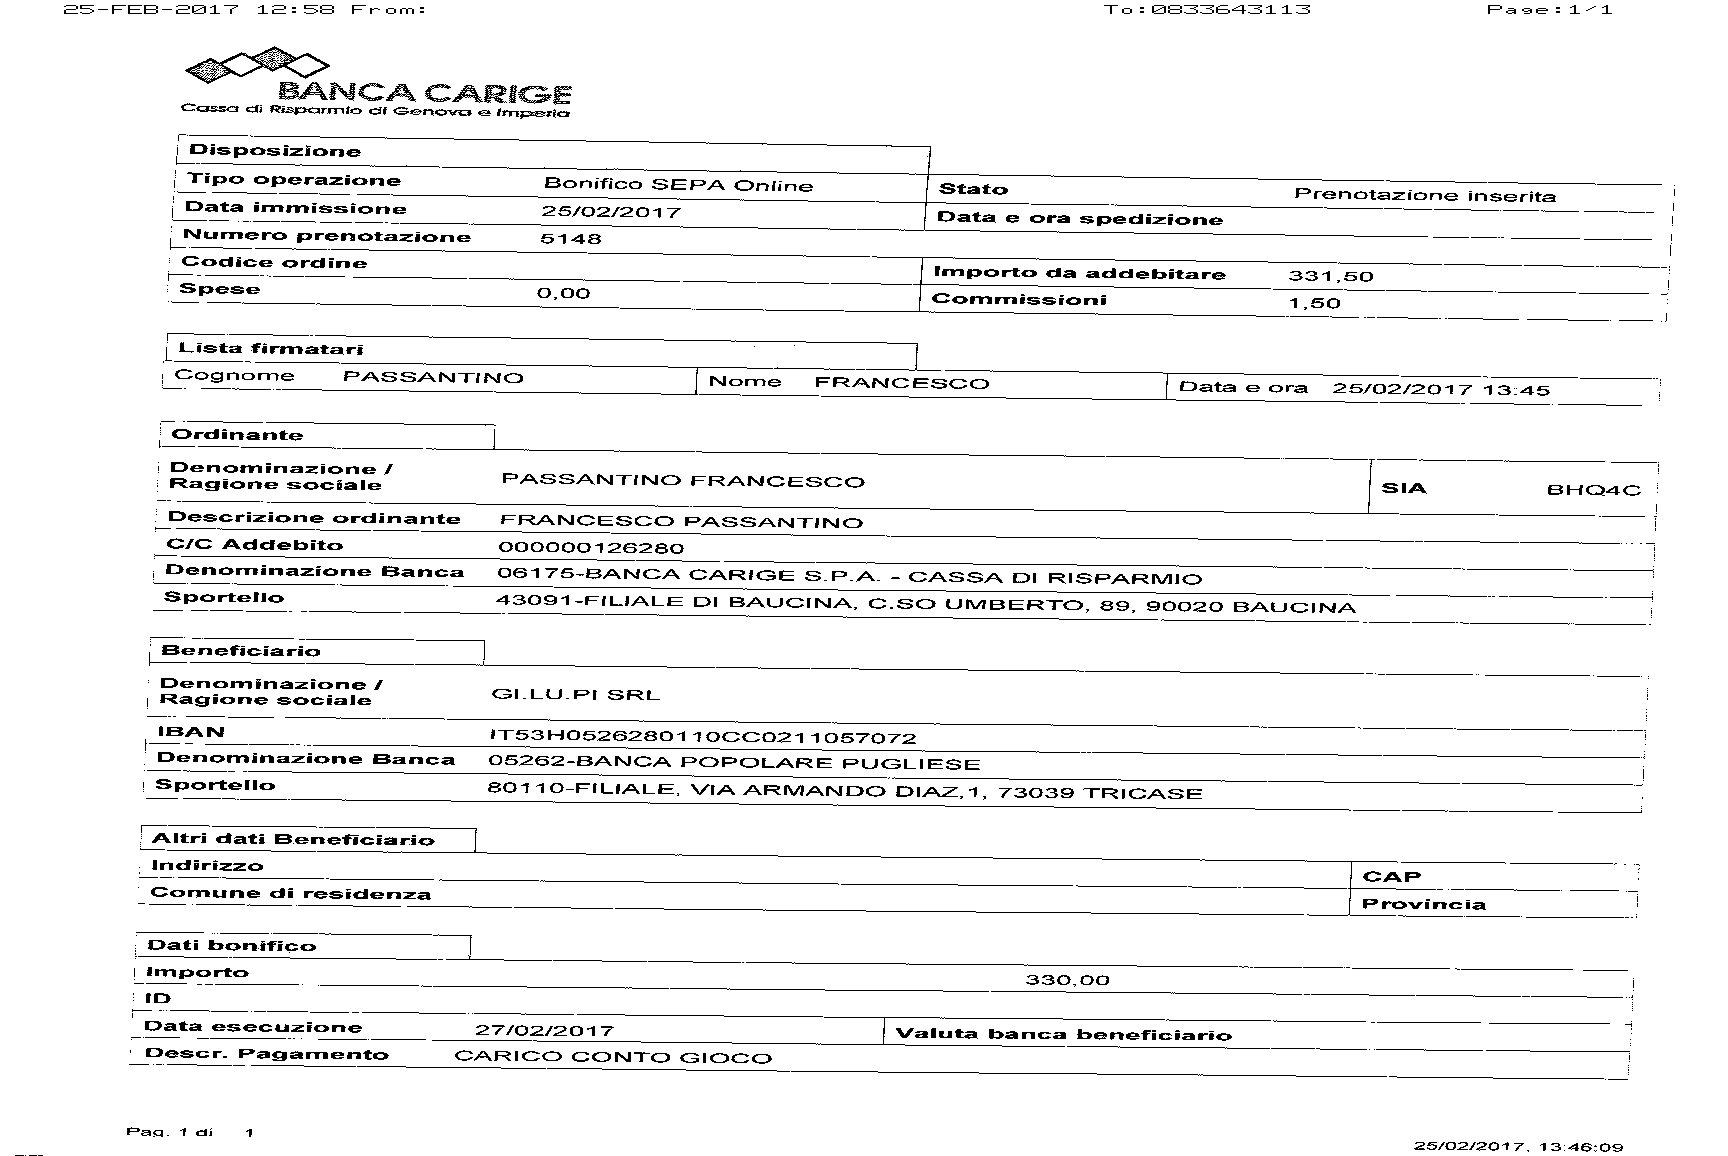 25-FEB-2017 12:58 From: To:0833643113 Page:1/1
BANCA CARIGE
Cassa di Risparmio di Genova e Imperia
Disposizione
Tipo operazione Bonifico SEPA Online Stato Prenotazione inserita
Data immissione 25/02/2017 Data e ora spedizione
Numero prenotazione 5148
Codice ordine Importo da addebitare 331,50
Spese 0,00 Commissioni 1,50
Lista firmatari
Cognome PASSANTINO Nome FRANCESCO Data e ora 25/02/2017 13:45
Ordinante
Denominazione /
Ragione sociale PASSANTINO FRANCESCO SIA BHQ4C
Descrizione ordinante FRANCESCO PASSANTINO
C/C Addebito 000000126280
Denominazione Banca 06175-BANCA CARIGE S.P.A. - CASSA DI RISPARMIO
Sportello 43091-FILIALE DI BAUCINA, C.SO UMBERTO, 89, 90020 BAUCINA
Beneficiario
Denominazione /
Ragione sociale GI.LU.PI SRL
IBAN IT53H0526280110CC0211057072
Denominazione Banca 05262-BANCA POPOLARE PUGLIESE
Sportello 80110-FILIALE, VIA ARMANDO DIAZ,1, 73039 TRICASE
Altri dati Beneficiario
Indirizzo CAP
Comune di residenza Provincia
Dati bonifico
Importo 330,00
ID
Data esecuzione 27/02/2017 Valuta banca beneficiario
Descr. Pagamento CARICO CONTO GIOCO
Pag. 1 di 1
25/02/2017, 13:46:09